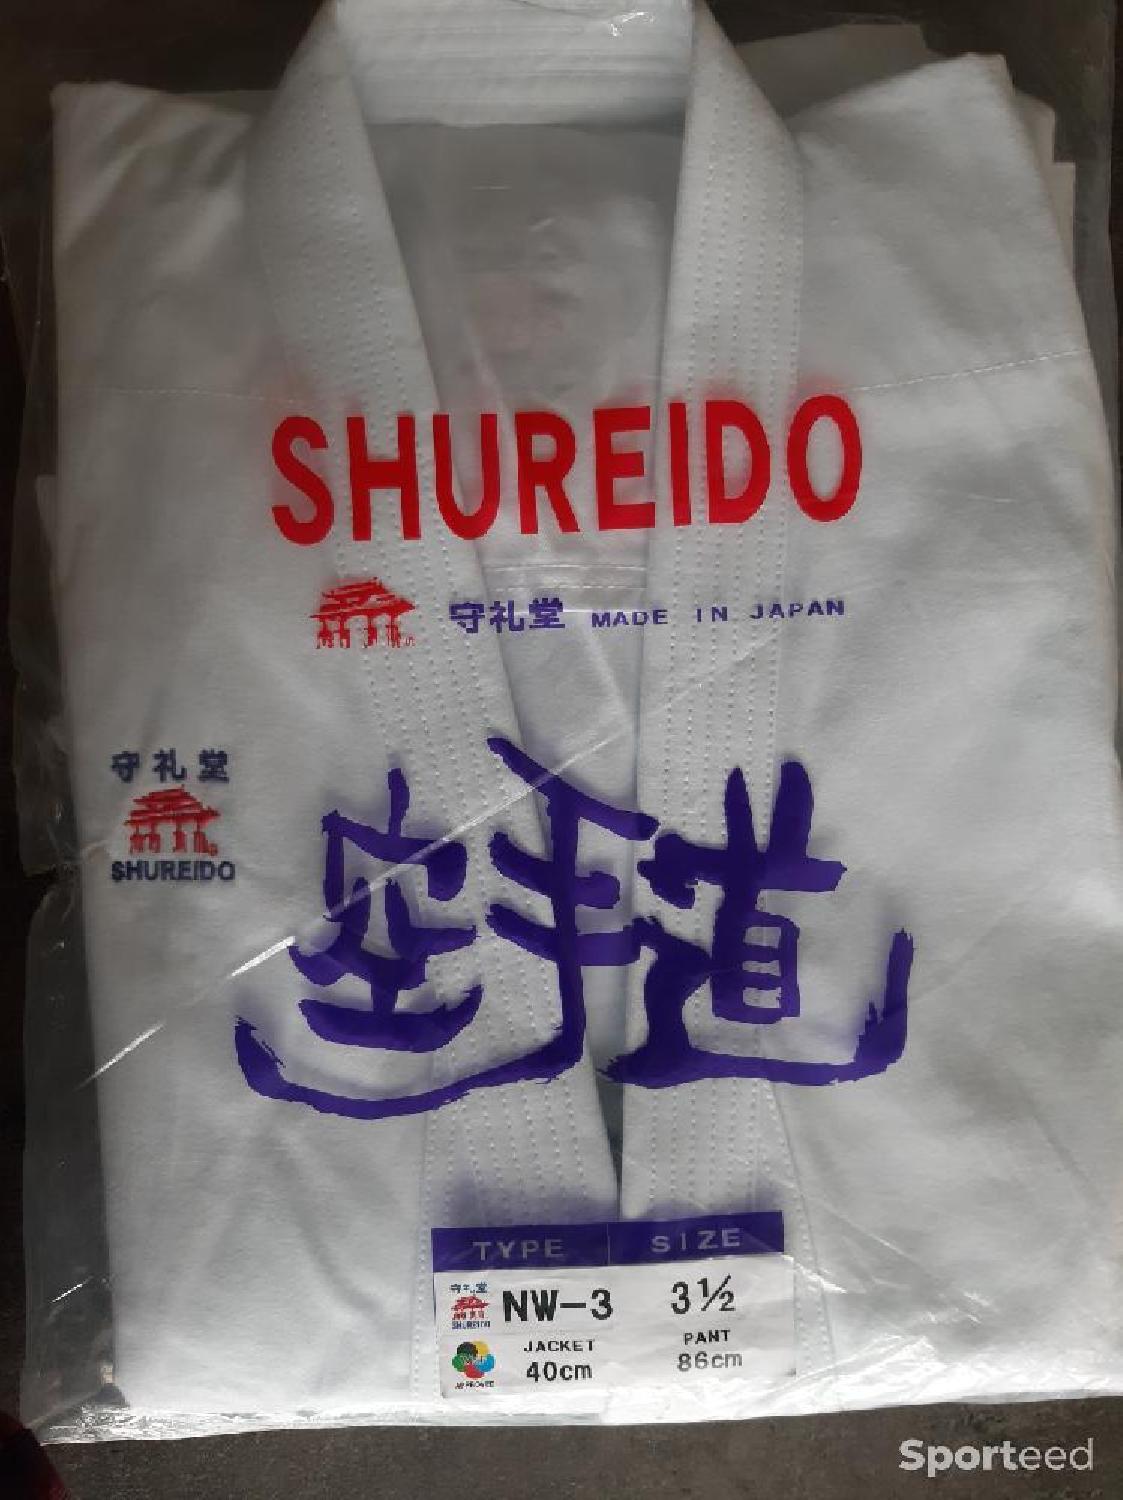 SHUREIDO
守礼堂 MADE IN JAPAN
守礼堂
SHUREIDO
空手道
TYPE SIZE
守礼堂
SHUREIDO
NW-3 3½
JACKET PANT
40cm 86cm
APPROVED
Sporteed